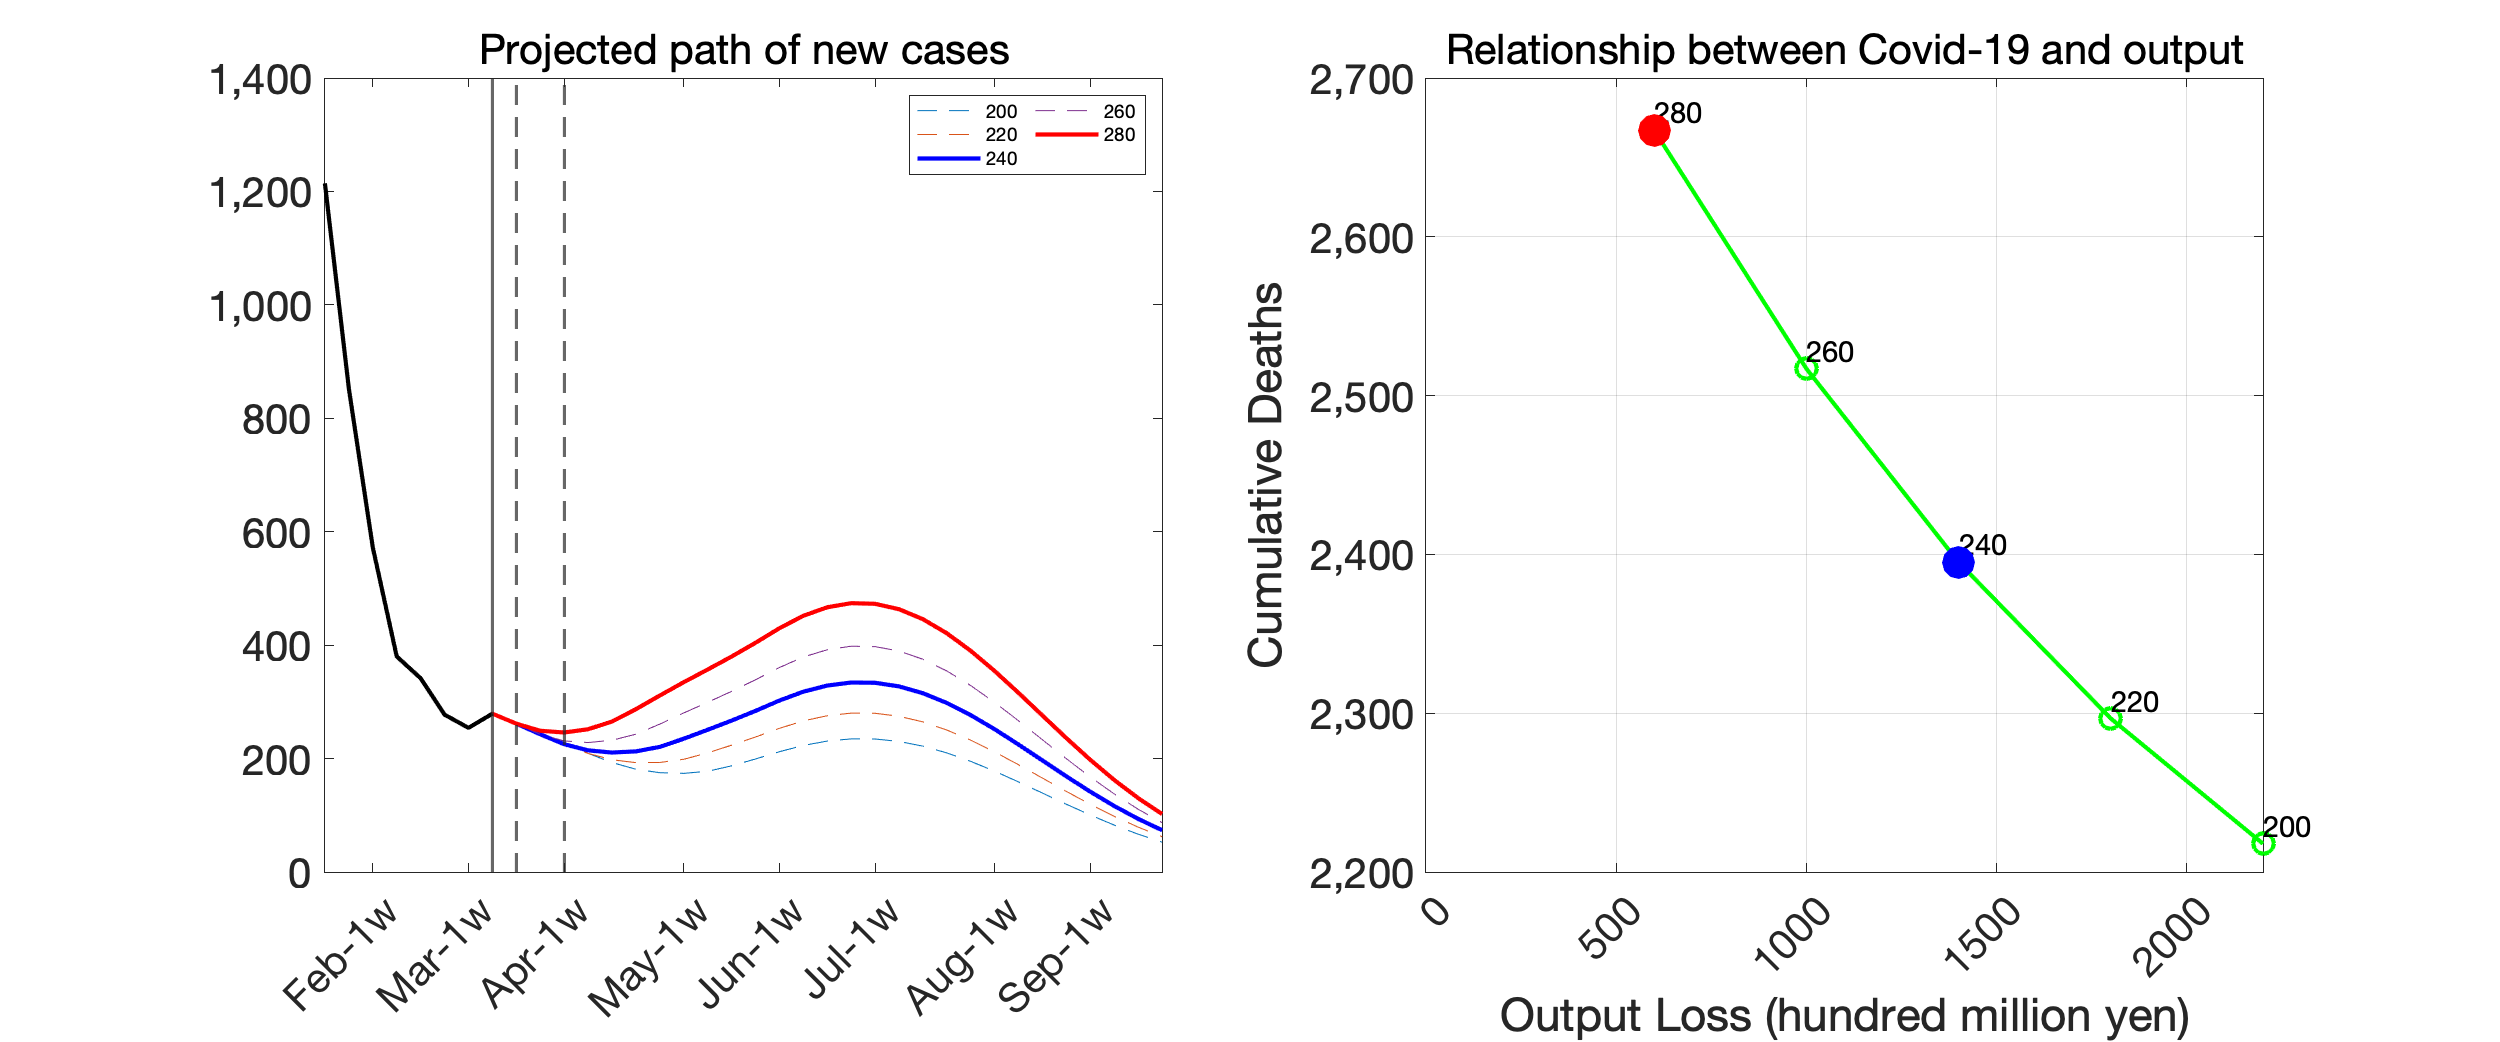 Projected path of new cases
1,400
1,200
1,000
800
600
400
200
0
200
260
220
280
240
Feb-1w
Mar-1w
Apr-1w
May-1w
Jun-1w
Jul-1w
Aug-1w
Sep-1w
Relationship between Covid-19 and output
Cumulative Deaths
2,700
2,600
2,500
2,400
2,300
2,200
280
260
240
220
200
0
500
1000
1500
2000
Output Loss (hundred million yen)